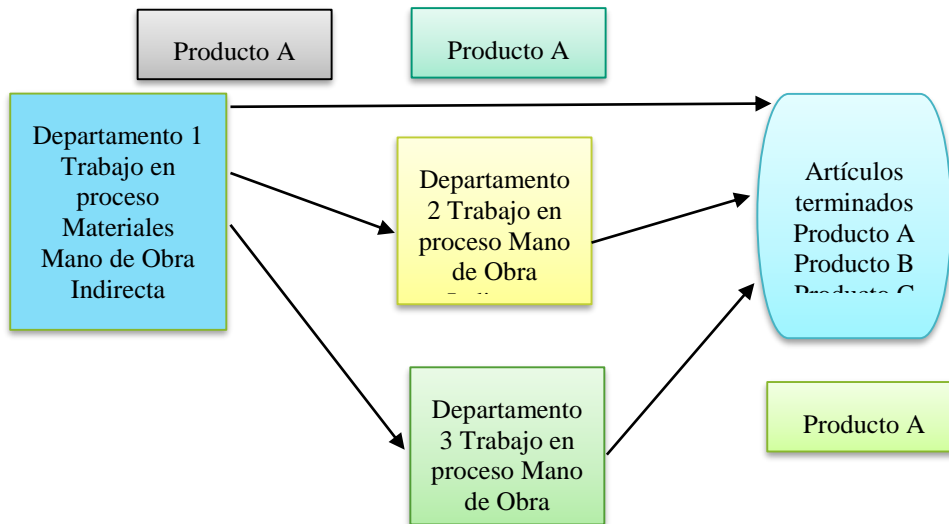 Producto A
Producto A
Departamento 1
Trabajo en
proceso
Materiales
Mano de Obra
Indirecta
Departamento
2 Trabajo en
proceso Mano
de Obra
Artículos
terminados
Producto A
Producto B
Producto C
Departamento
3 Trabajo en
proceso Mano
de Obra
Producto A